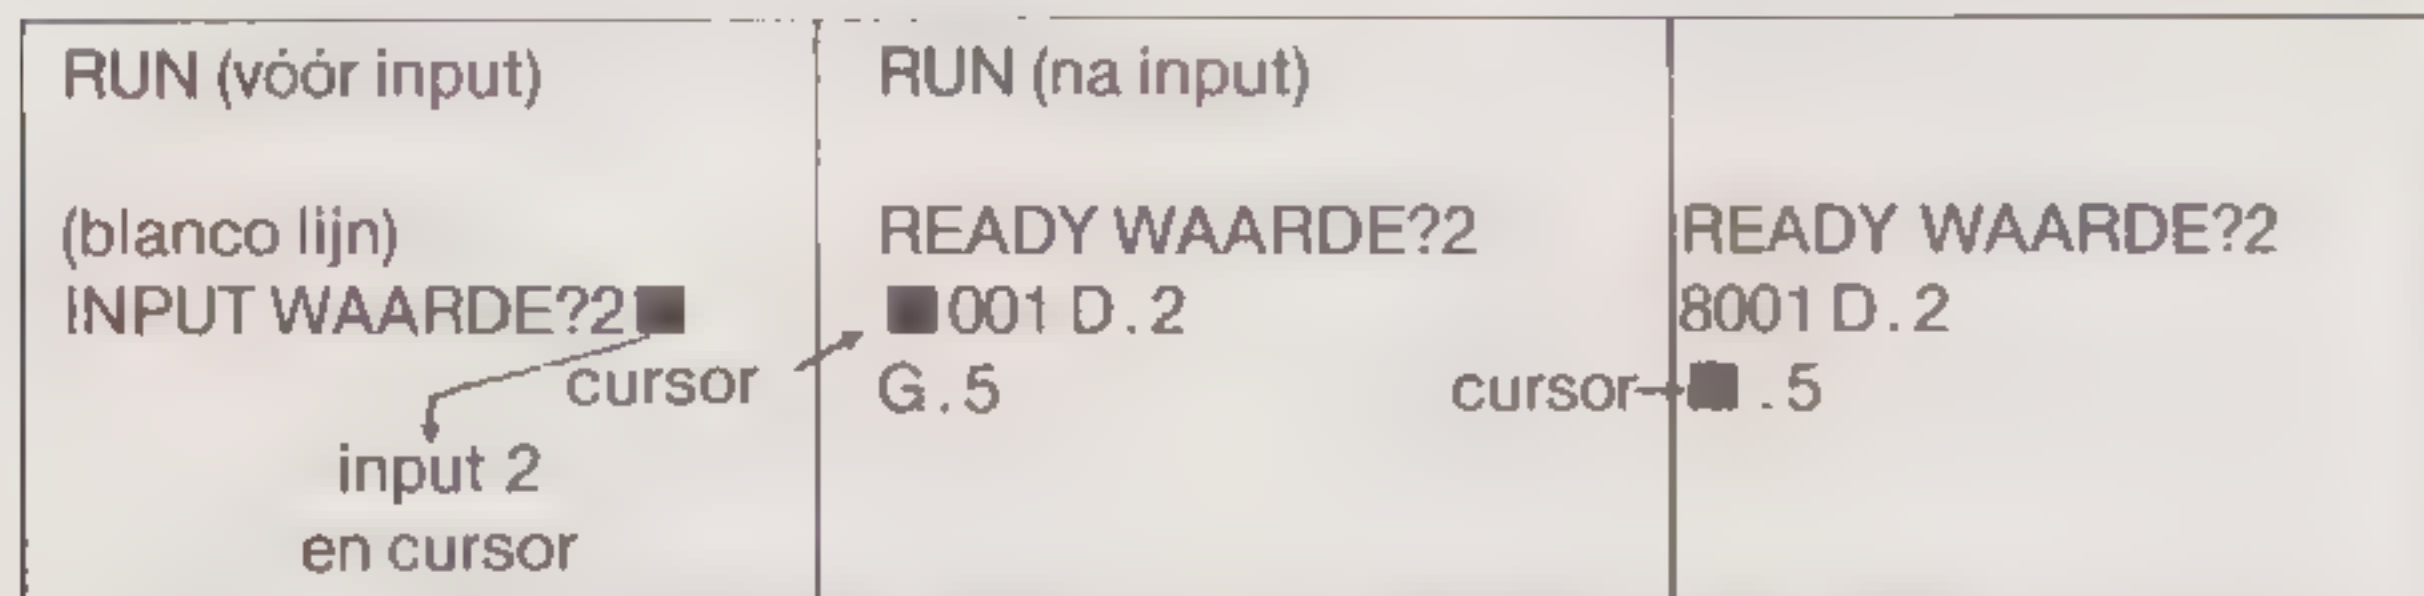 RUN (vóór input)
(blanco lijn)
INPUT WAARDE?2■
cursor
input 2
en cursor
RUN (na input)
READY WAARDE?2
■001 D.2
G.5
cursor
READY WAARDE?2
8001 D.2
■.5